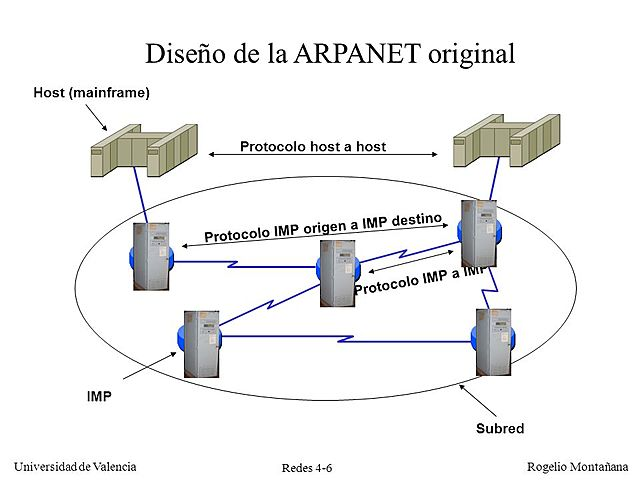 Diseño de la ARPANET original
Host (mainframe)
Protocolo host a host
Protocolo IMP origen a IMP destino
Protocolo IMP a IMP
IMP
Subred
Universidad de Valencia
Redes 4-6
Rogelio Montañana